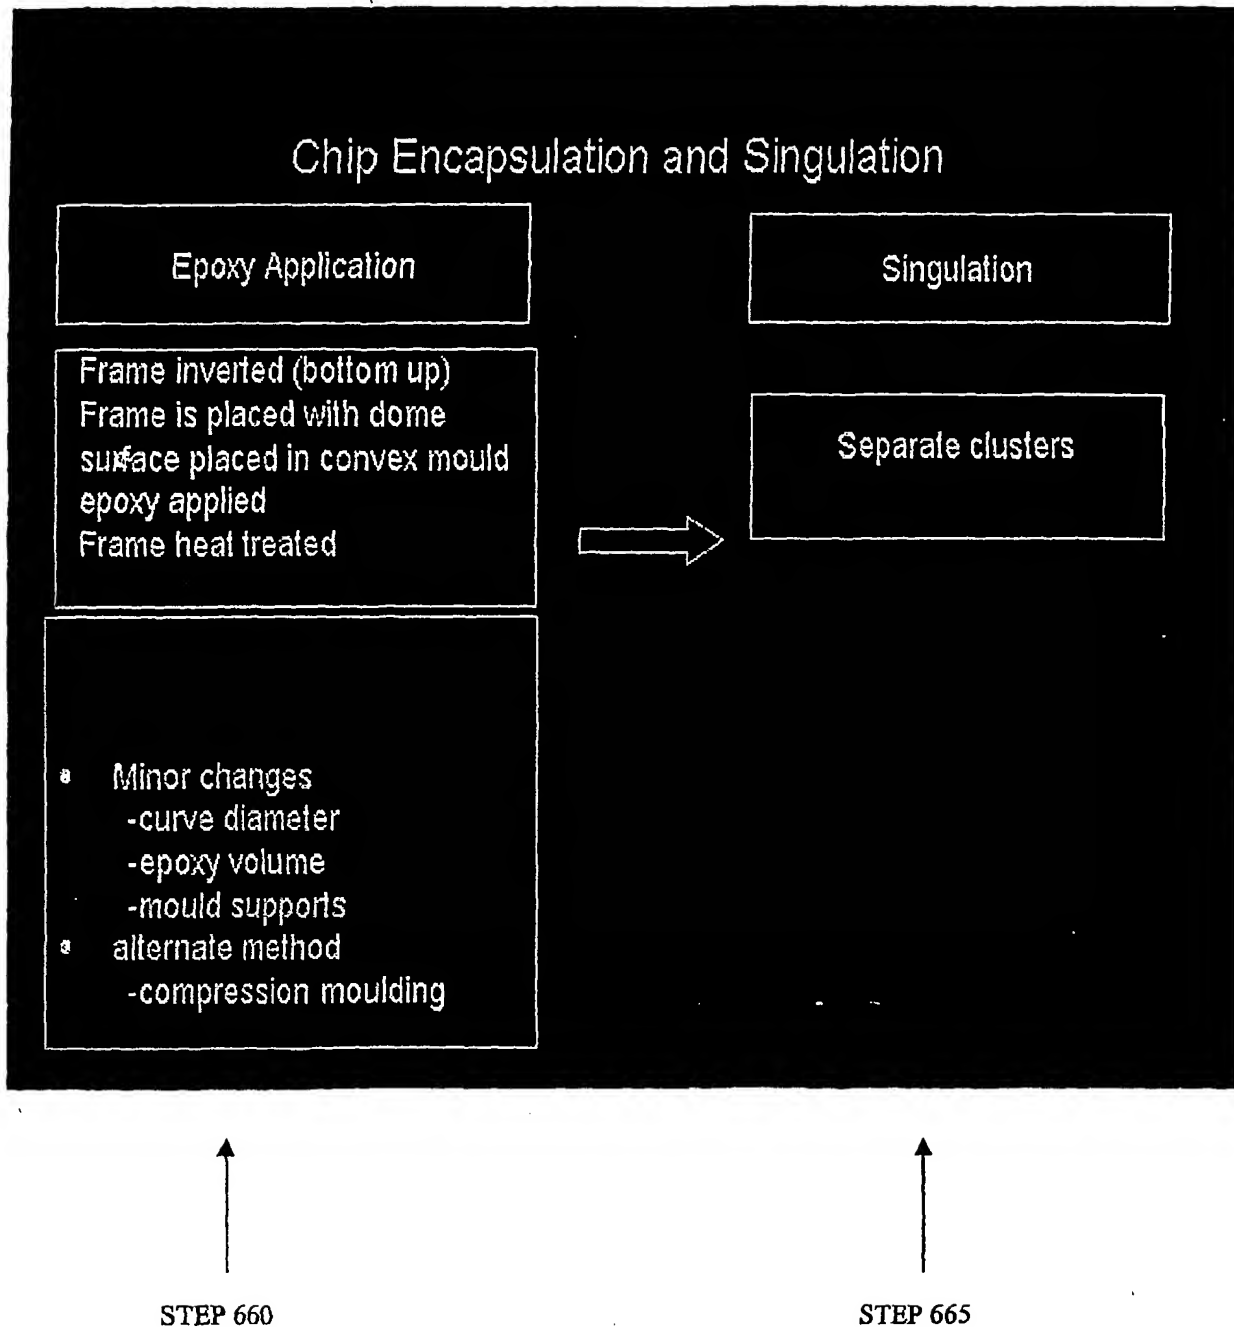 Chip Encapsulation and Singulation
Epoxy Application
Frame inverted (bottom up)
Frame is placed with dome
surface placed in convex mould
epoxy applied
Frame heat treated
• Minor changes
-curve diameter
-epoxy volume
-mould supports
• alternate method
-compression moulding
Singulation
Separate clusters
STEP 660
STEP 665